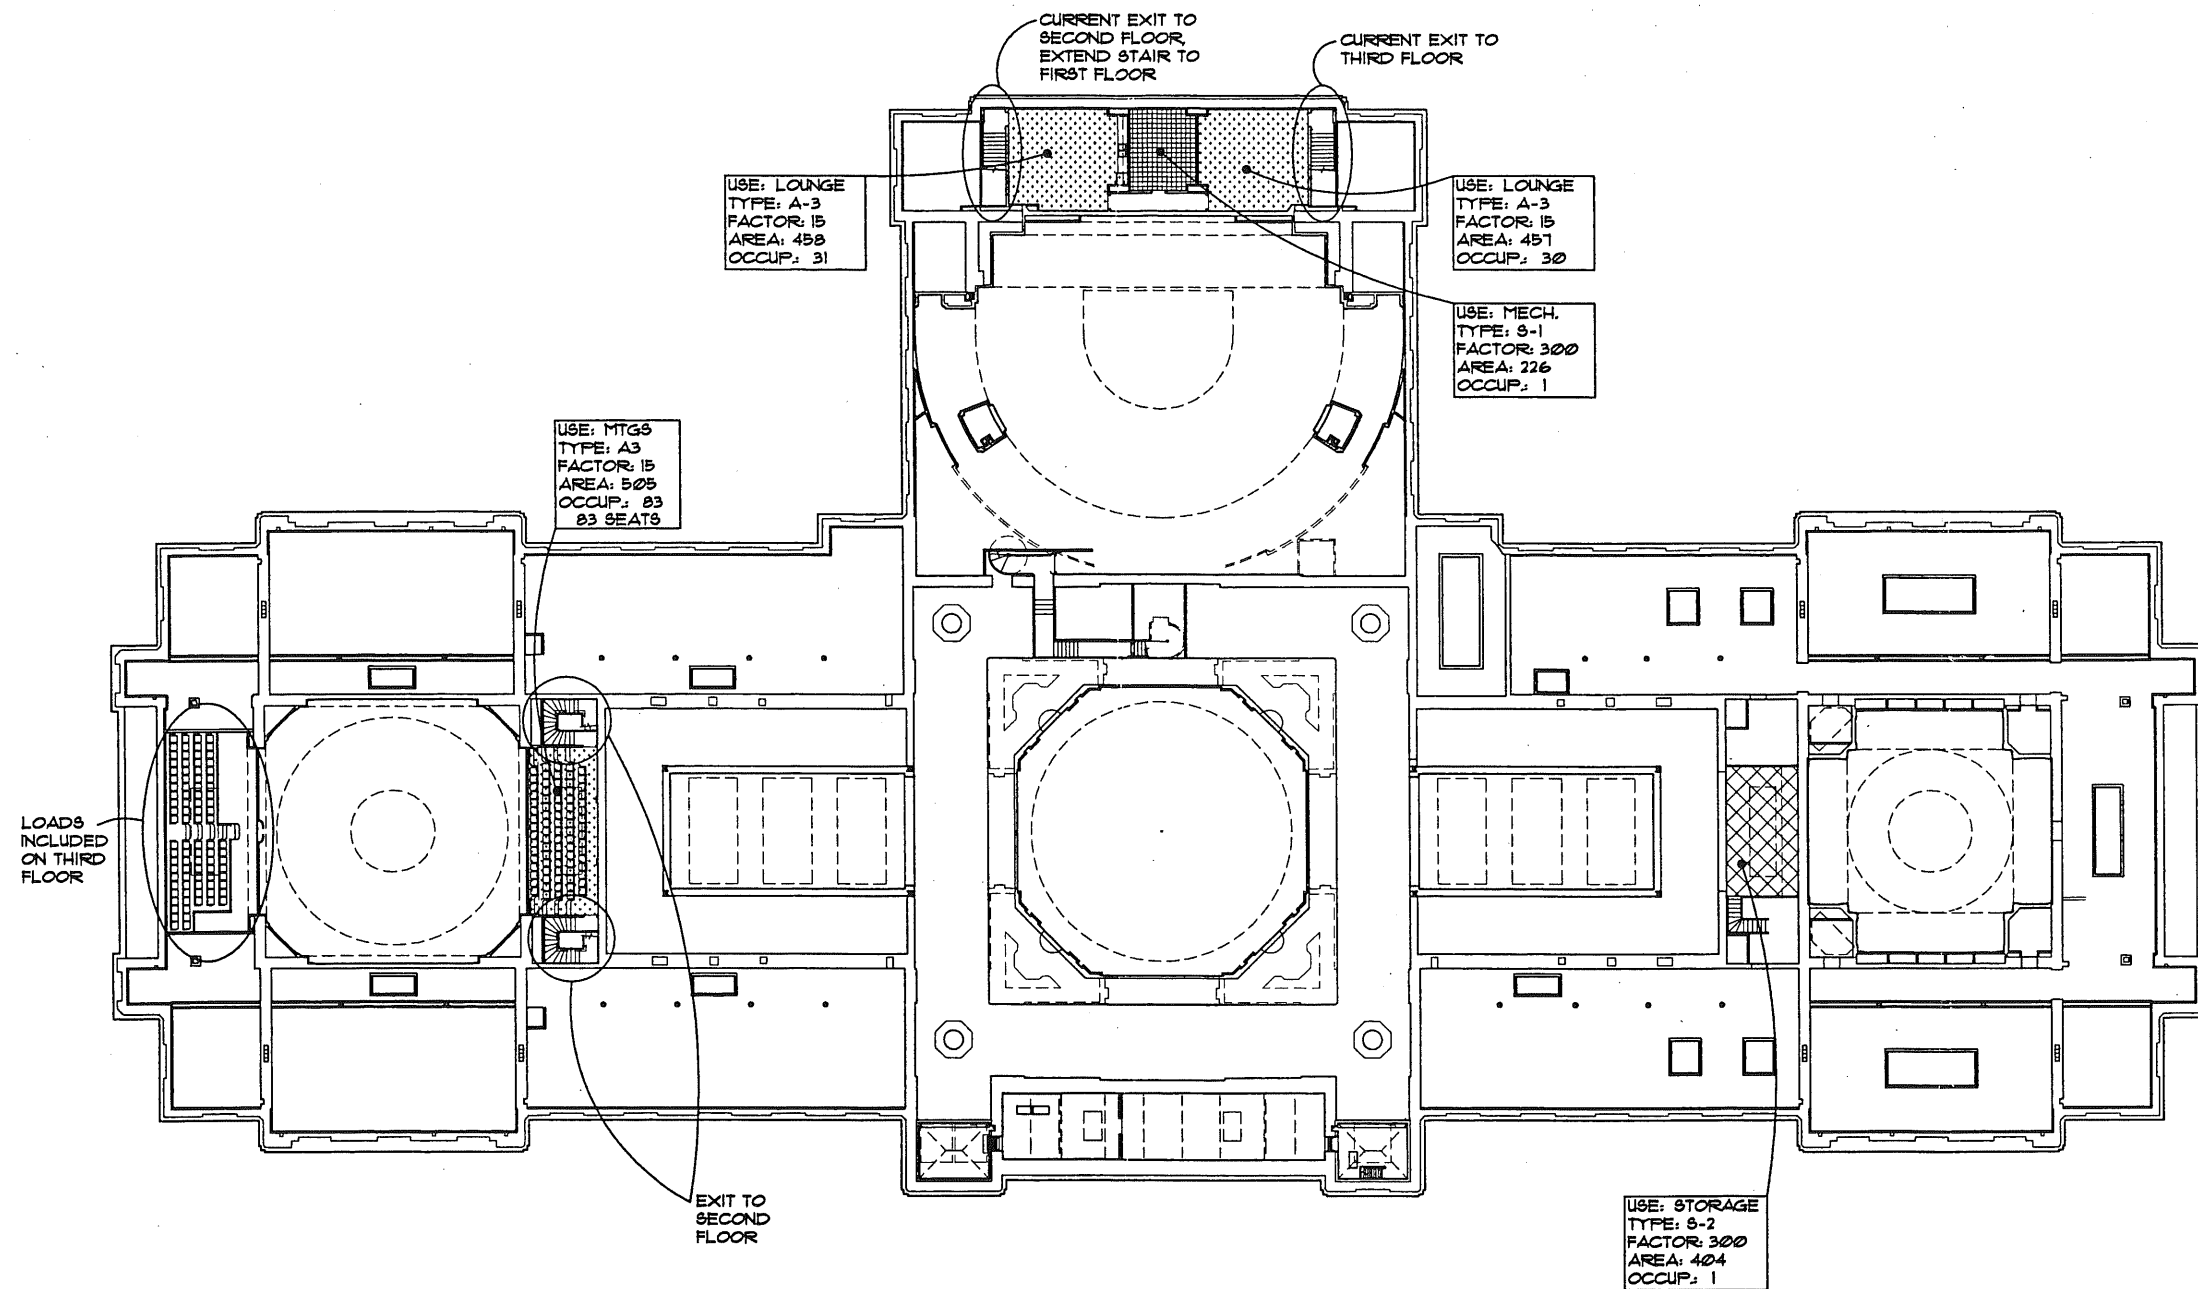 CURRENT EXIT TO
SECOND FLOOR,
EXTEND STAIR TO
FIRST FLOOR
CURRENT EXIT TO
THIRD FLOOR
USE: LOUNGE
TYPE: A-3
FACTOR: 15
AREA: 458
OCCUP.: 31
USE: LOUNGE
TYPE: A-3
FACTOR: 15
AREA: 457
OCCUP.: 30
USE: MECH.
TYPE: S-1
FACTOR: 300
AREA: 226
OCCUP.: 1
USE: MTGS
TYPE: A3
FACTOR: 15
AREA: 505
OCCUP.: 83
83 SEATS
LOADS
INCLUDED
ON THIRD
FLOOR
EXIT TO
SECOND
FLOOR
USE: STORAGE
TYPE: S-2
FACTOR: 300
AREA: 404
OCCUP.: 1